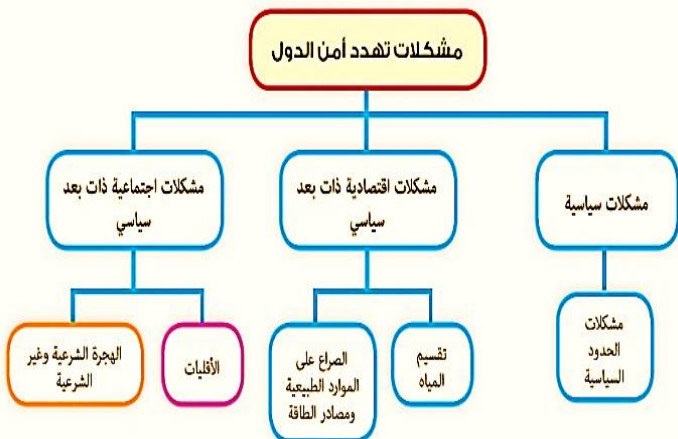 مشكلات تهدد أمن الدول
مشكلات سياسية
مشكلات اقتصادية ذات بعد
سياسي
مشكلات اجتماعية ذات بعد
سياسي
مشكلات
الحدود
السياسية
تقسيم
المياه
الصراع على
الموارد الطبيعية
ومصادر الطاقة
الأقليات
الهجرة الشرعية وغير
الشرعية